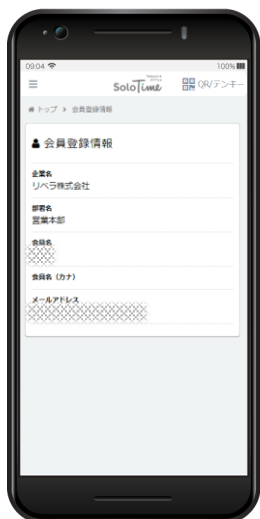 09:04 100%
SoloTime QR/テンキー
トップ > 会員登録情報
会員登録情報
企業名
リベラ株式会社
部署名
営業本部
会員名
会員名（カナ）
メールアドレス